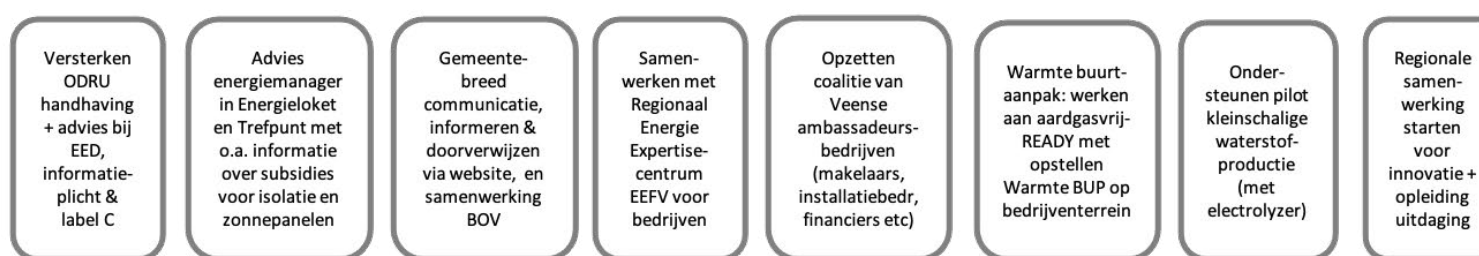 Versterken
ODRU
handhaving
+ advies bij
EED,
informatie-
plicht &
label C
Advies
energiemanager
in Energieloket
en Trefpunt met
o.a. informatie
over subsidies
voor isolatie en
zonnepanelen
Gemeente-
breed
communicatie,
informeren &
doorverwijzen
via website, en
samenwerking
BOV
Samen-
werken met
Regionaal
Energie
Expertise-
centrum
EEFV voor
bedrijven
Opzetten
coalitie van
Veense
ambassadeurs-
bedrijven
(makelaars,
installatiebedr,
financiers etc)
Warmte buurt-
aanpak: werken
aan aardgasvrij-
READY met
opstellen
Warmte BUP op
bedrijventerrein
Onder-
steunen pilot
kleinschalige
waterstof-
productie
(met
electrolyzer)
Regionale
samen-
werking
starten
voor
innovatie +
opleiding
uitdaging